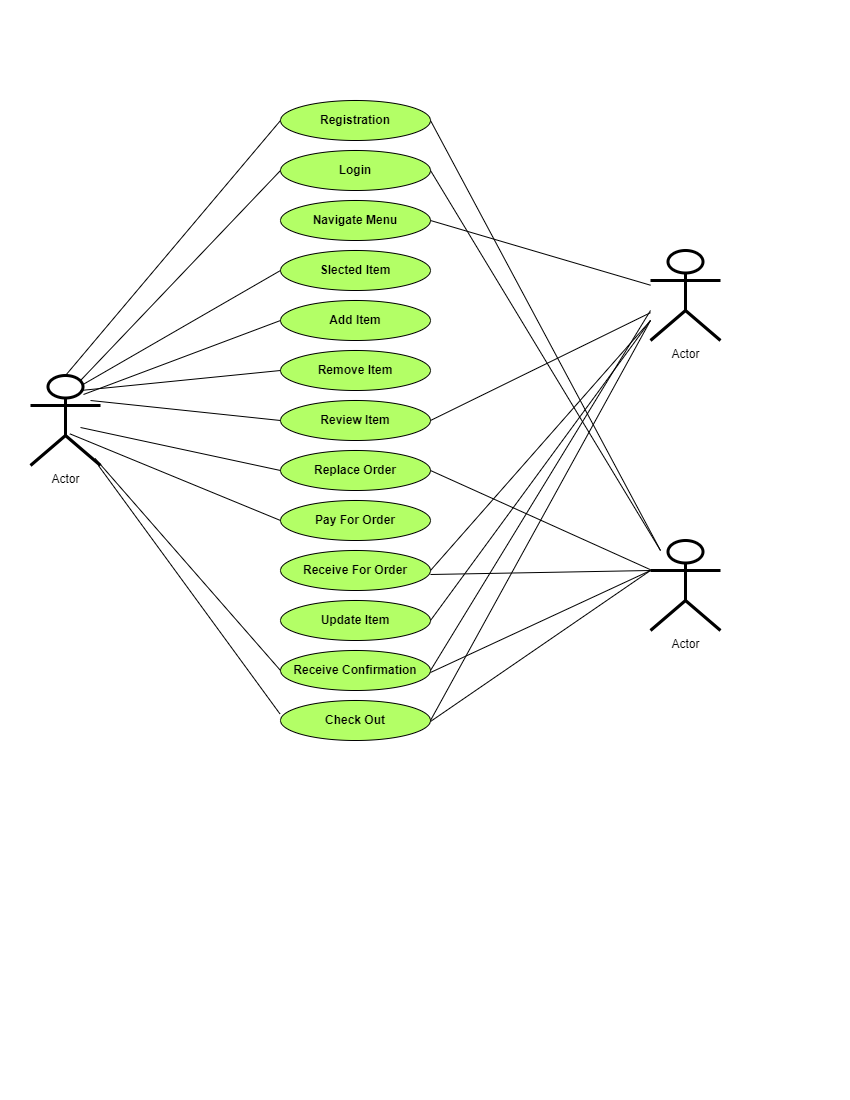 Registration
Login
Navigate Menu
Slected Item
Add Item
Remove Item
Review Item
Replace Order
Pay For Order
Receive For Order
Update Item
Receive Confirmation
Check Out
Actor
Actor
Actor